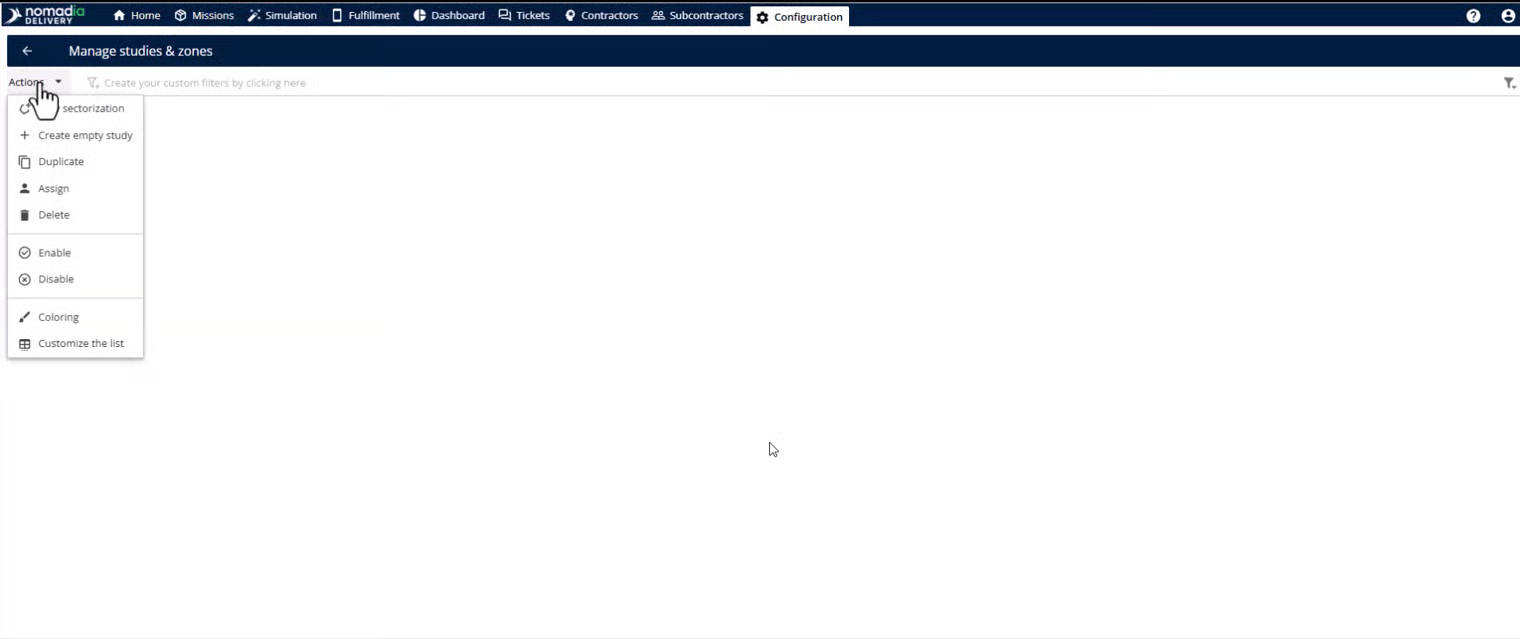 nomadia DELIVERY Home Missions Simulation Fulfillment Dashboard Tickets Contractors Subcontractors Configuration
Manage studies & zones
Actions Create your custom filters by clicking here
sectorization
Create empty study
Duplicate
Assign
Delete
Enable
Disable
Coloring
Customize the list